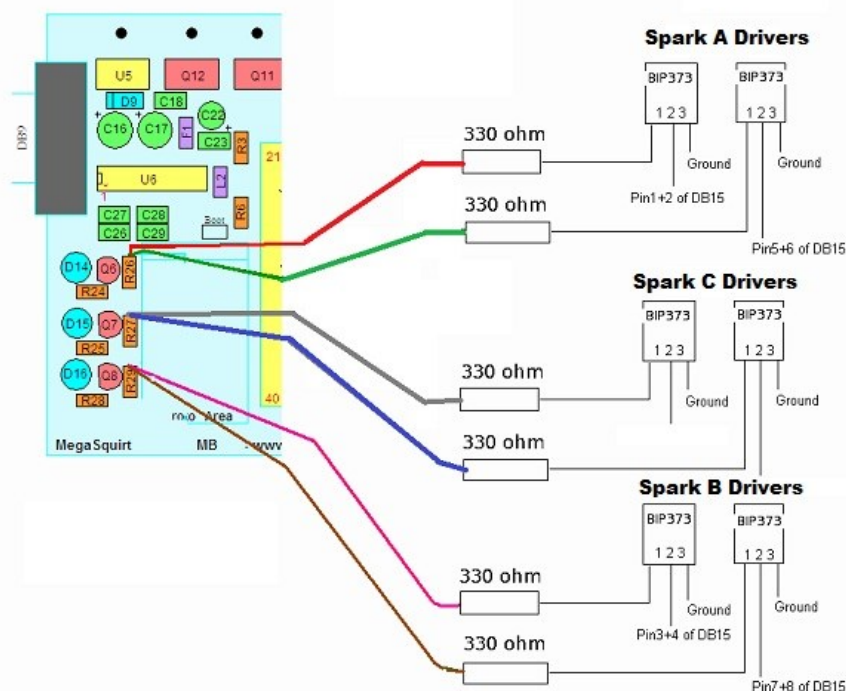 Spark A Drivers
BIP373
BIP373
1 2 3
1 2 3
Ground
Ground
Pin1+2 of DB15
Pin5+6 of DB15
330 ohm
330 ohm
U5
Q12
Q11
D9
C18
C22
C16
C17
F1
C23
R3
DB9
21
U6
L2
1
C27
C28
R6
C26
C29
Boot
D14
Q6
R26
R24
D15
Q7
R27
R25
D16
Q8
R29
R28
40
Area
MegaSquirt
MB
Spark C Drivers
BIP373
BIP373
1 2 3
1 2 3
Ground
Ground
330 ohm
330 ohm
Spark B Drivers
BIP373
BIP373
1 2 3
1 2 3
Ground
Ground
Pin3+4 of DB15
Pin7+8 of DB15
330 ohm
330 ohm